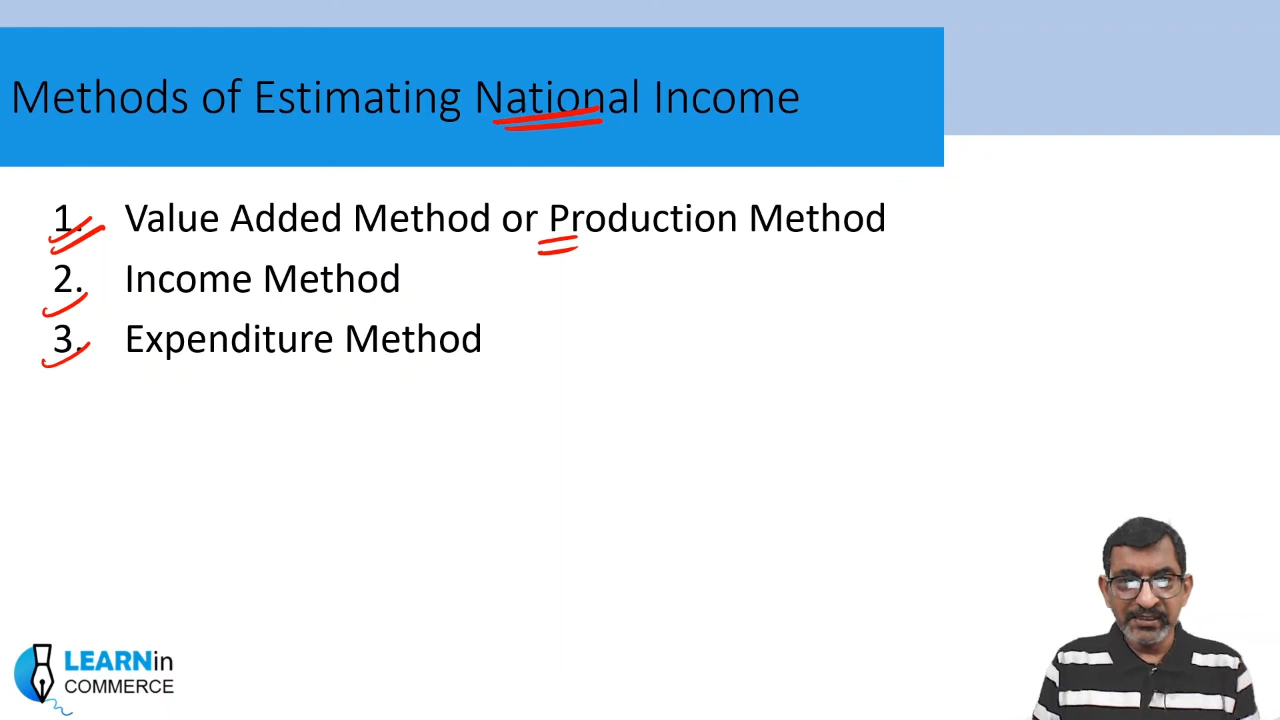 Methods of Estimating National Income
1. Value Added Method or Production Method
2. Income Method
3. Expenditure Method
LEARNin
COMMERCE